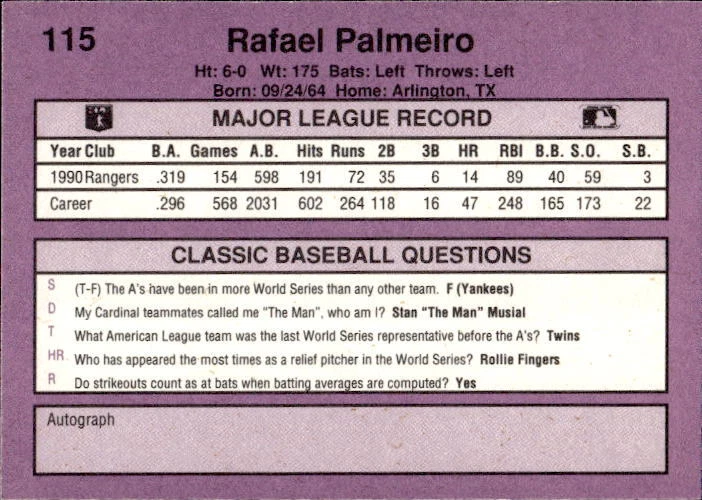 115
Rafael Palmeiro
Ht: 6-0 Wt: 175 Bats: Left Throws: Left
Born: 09/24/64 Home: Arlington, TX
MAJOR LEAGUE RECORD
Year Club B.A. Games A.B. Hits Runs 2B 3B HR RBI B.B. S.O. S.B.
1990 Rangers .319 154 598 191 72 35 6 14 89 40 59 3
Career .296 568 2031 602 264 118 16 47 248 165 173 22
CLASSIC BASEBALL QUESTIONS
S (T-F) The A's have been in more World Series than any other team. F (Yankees)
D My Cardinal teammates called me "The Man", who am I? Stan "The Man" Musial
T What American League team was the last World Series representative before the A's? Twins
HR Who has appeared the most times as a relief pitcher in the World Series? Rollie Fingers
R Do strikeouts count as at bats when batting averages are computed? Yes
Autograph